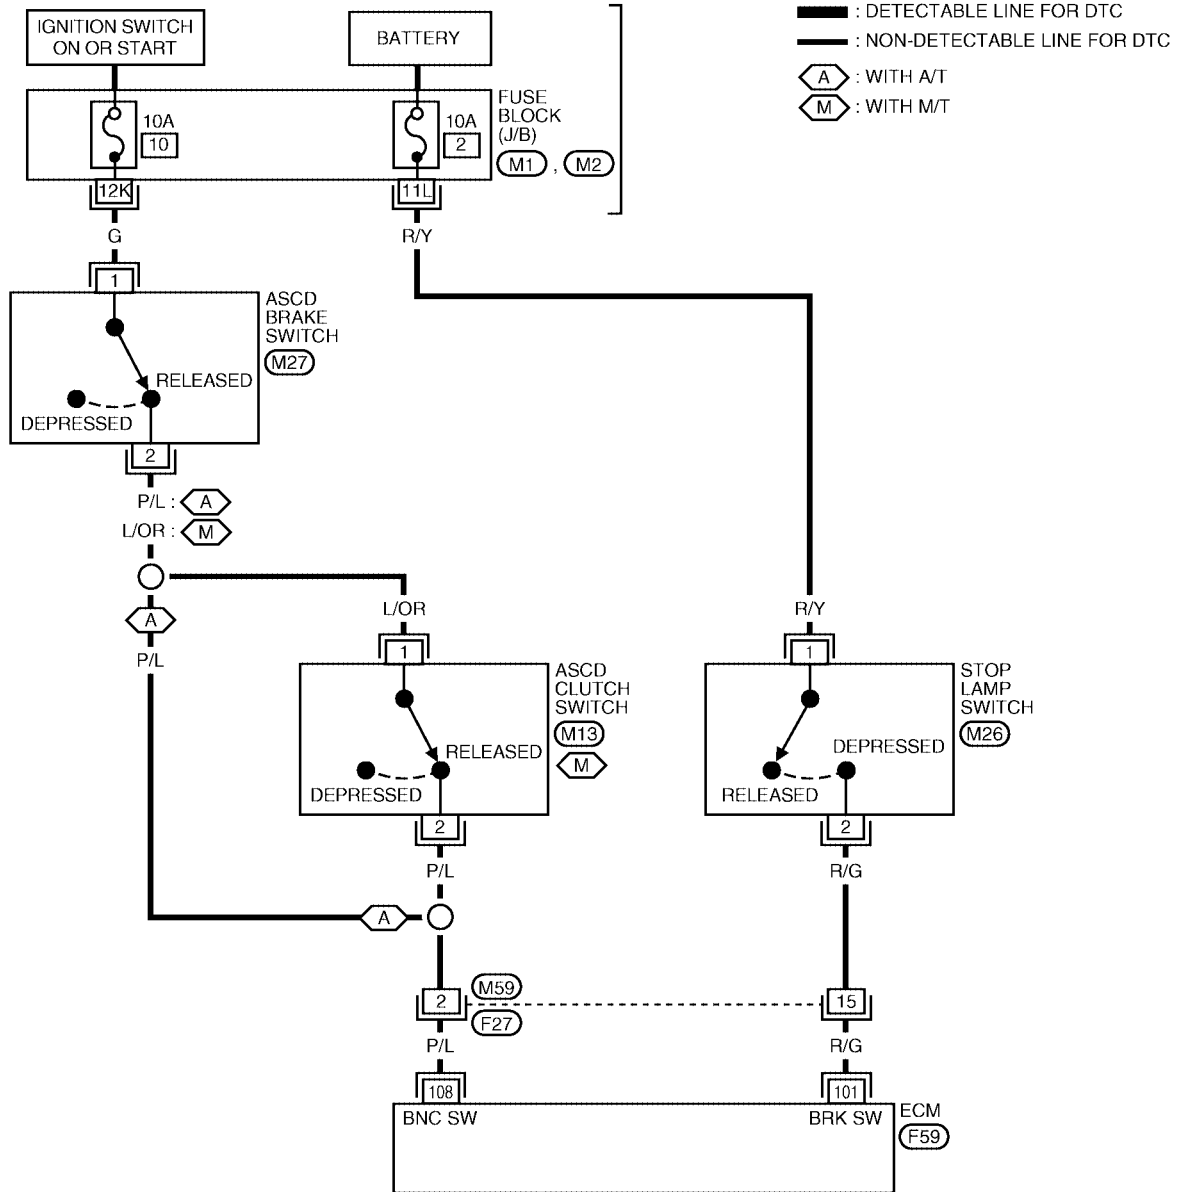 IGNITION SWITCH
ON OR START
BATTERY
: DETECTABLE LINE FOR DTC
: NON-DETECTABLE LINE FOR DTC
A : WITH A/T
M : WITH M/T
FUSE
BLOCK
(J/B)
M1 , M2
10A
10
10A
2
12K
11L
G
R/Y
1
ASCD
BRAKE
SWITCH
M27
RELEASED
DEPRESSED
2
P/L : A
L/OR : M
A
P/L
L/OR
R/Y
1
ASCD
CLUTCH
SWITCH
M13
M
RELEASED
DEPRESSED
2
1
STOP
LAMP
SWITCH
M26
DEPRESSED
RELEASED
2
P/L
R/G
A
2
M59
F27
15
P/L
R/G
108
101
BNC SW
BRK SW
ECM
F59